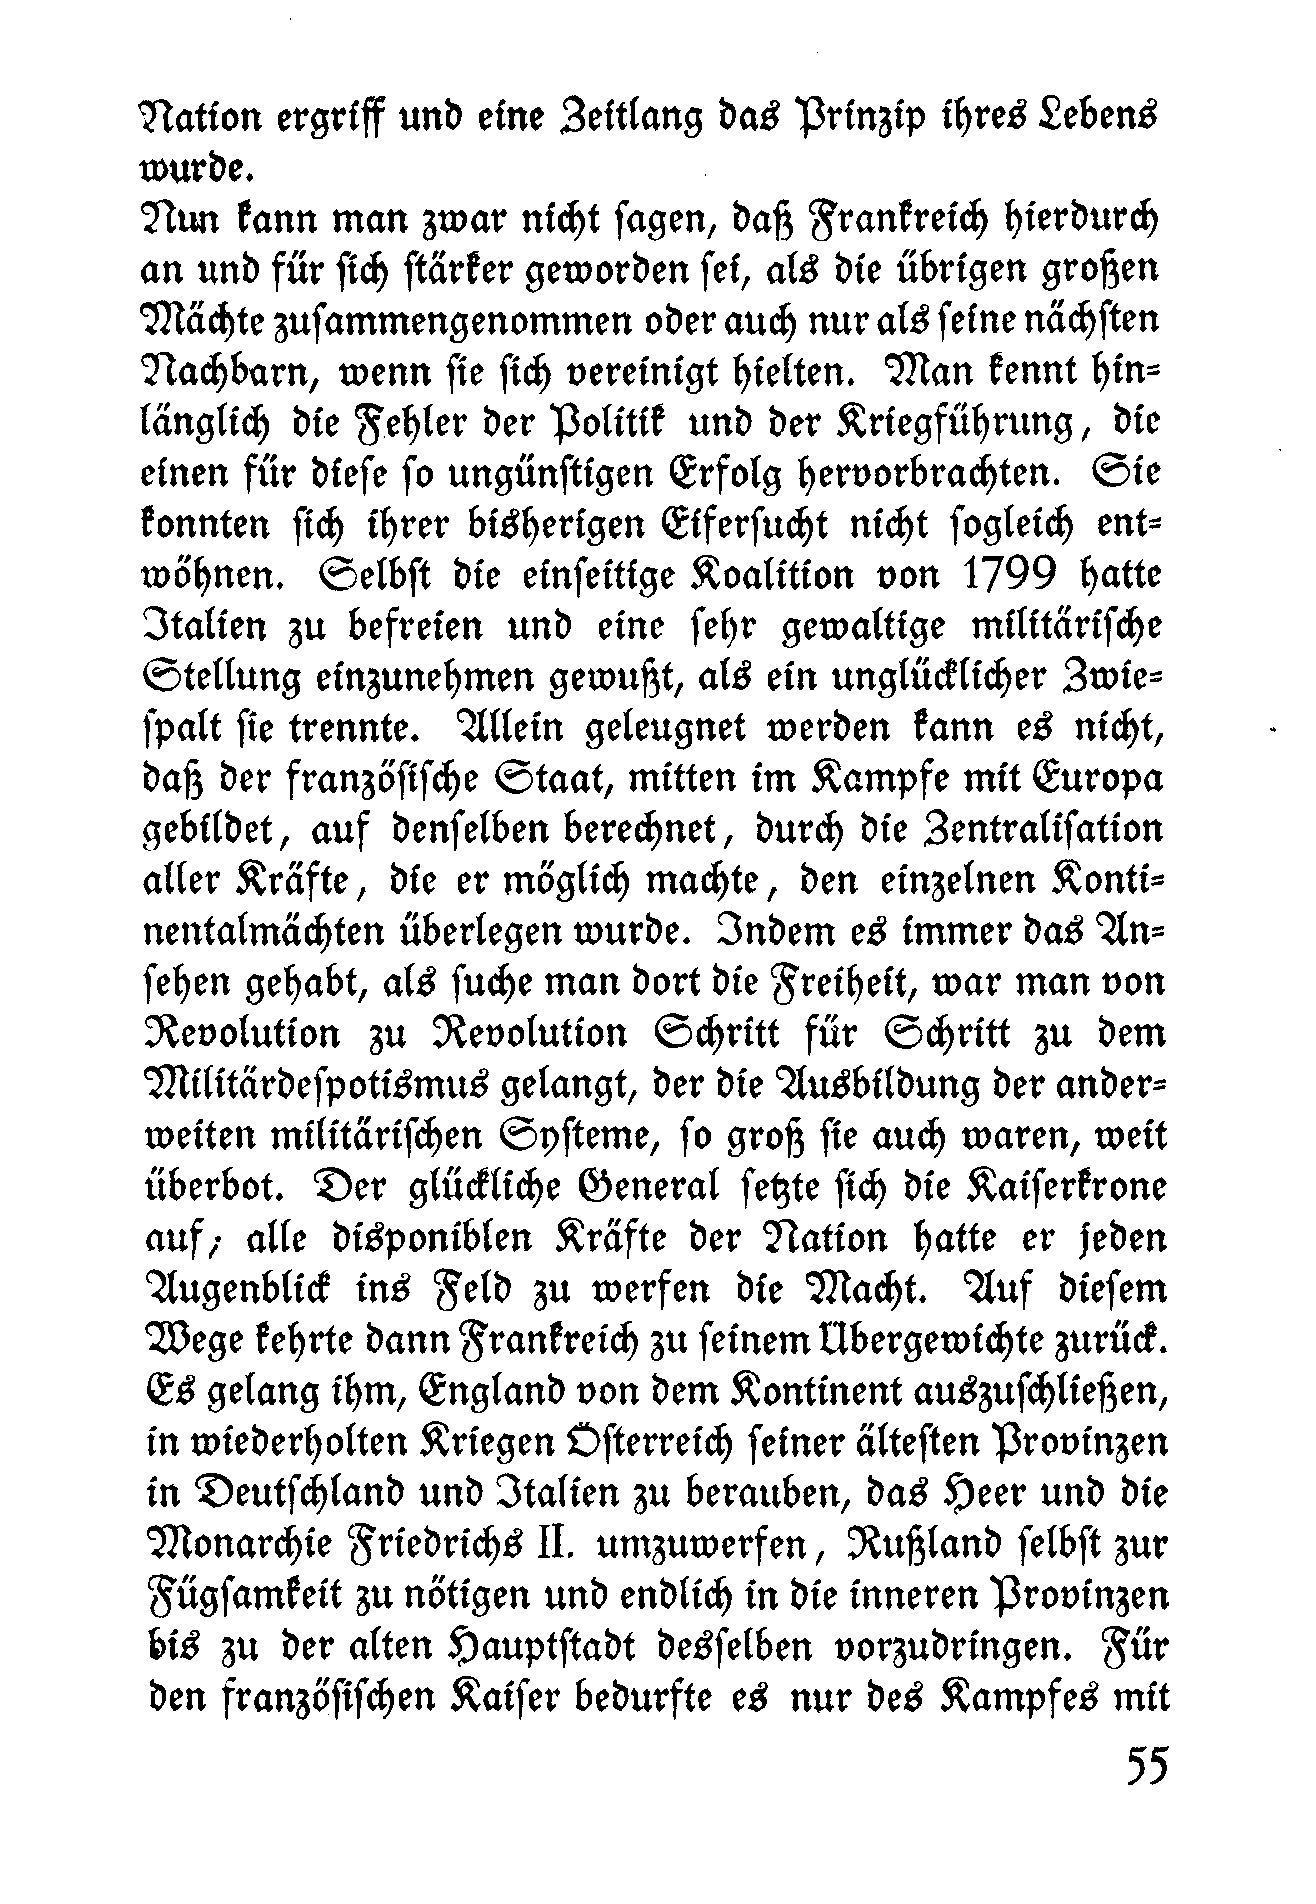 Nation ergriff und eine Zeitlang das Prinzip ihres Lebens
wurde.
Nun kann man zwar nicht sagen, daß Frankreich hierdurch
an und für sich stärker geworden sei, als die übrigen großen
Mächte zusammengenommen oder auch nur als seine nächsten
Nachbarn, wenn sie sich vereinigt hielten. Man kennt hin-
länglich die Fehler der Politik und der Kriegführung, die
einen für diese so ungünstigen Erfolg hervorbrachten. Sie
konnten sich ihrer bisherigen Eifersucht nicht sogleich ent-
wöhnen. Selbst die einseitige Koalition von 1799 hatte
Italien zu befreien und eine sehr gewaltige militärische
Stellung einzunehmen gewußt, als ein unglücklicher Zwie-
spalt sie trennte. Allein geleugnet werden kann es nicht,
daß der französische Staat, mitten im Kampfe mit Europa
gebildet, auf denselben berechnet, durch die Zentralisation
aller Kräfte, die er möglich machte, den einzelnen Konti-
nentalmächten überlegen wurde. Indem es immer das An-
sehen gehabt, als suche man dort die Freiheit, war man von
Revolution zu Revolution Schritt für Schritt zu dem
Militärdespotismus gelangt, der die Ausbildung der ander-
weiten militärischen Systeme, so groß sie auch waren, weit
überbot. Der glückliche General setzte sich die Kaiserkrone
auf; alle disponiblen Kräfte der Nation hatte er jeden
Augenblick ins Feld zu werfen die Macht. Auf diesem
Wege kehrte dann Frankreich zu seinem Übergewichte zurück.
Es gelang ihm, England von dem Kontinent auszuschließen,
in wiederholten Kriegen Österreich seiner ältesten Provinzen
in Deutschland und Italien zu berauben, das Heer und die
Monarchie Friedrichs II. umzuwerfen, Rußland selbst zur
Fügsamkeit zu nötigen und endlich in die inneren Provinzen
bis zu der alten Hauptstadt desselben vorzudringen. Für
den französischen Kaiser bedurfte es nur des Kampfes mit
55